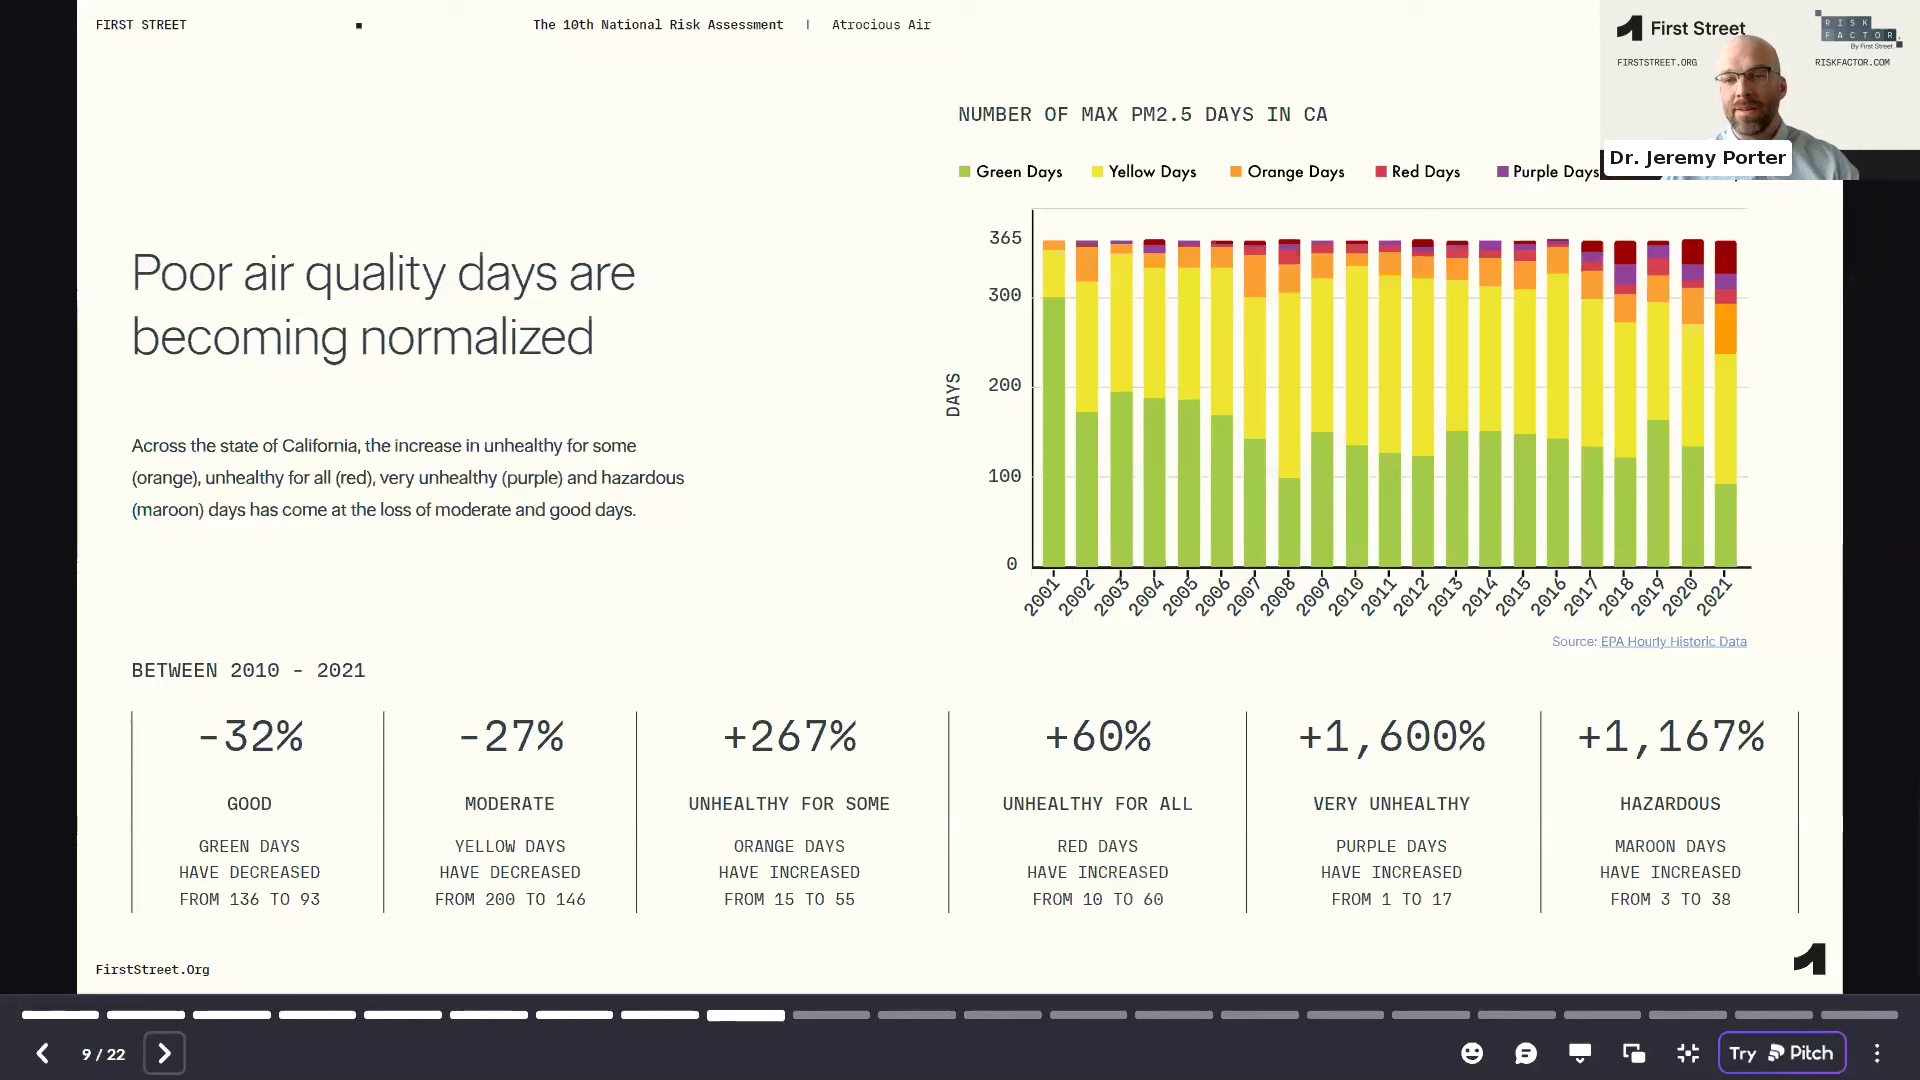 FIRST STREET
The 10th National Risk Assessment | Atrocious Air
First Street
RISK
FACTOR
By First Street
FIRSTSTREET.ORG
RISKFACTOR.COM
Dr. Jeremy Porter
NUMBER OF MAX PM2.5 DAYS IN CA
Green Days Yellow Days Orange Days Red Days Purple Days
Poor air quality days are
becoming normalized
Across the state of California, the increase in unhealthy for some
(orange), unhealthy for all (red), very unhealthy (purple) and hazardous
(maroon) days has come at the loss of moderate and good days.
DAYS
365
300
200
100
0
2001 2002 2003 2004 2005 2006 2007 2008 2009 2010 2011 2012 2013 2014 2015 2016 2017 2018 2019 2020 2021
Source: EPA Hourly Historic Data
BETWEEN 2010 - 2021
-32%
GOOD
GREEN DAYS
HAVE DECREASED
FROM 136 TO 93
-27%
MODERATE
YELLOW DAYS
HAVE DECREASED
FROM 200 TO 146
+267%
UNHEALTHY FOR SOME
ORANGE DAYS
HAVE INCREASED
FROM 15 TO 55
+60%
UNHEALTHY FOR ALL
RED DAYS
HAVE INCREASED
FROM 10 TO 60
+1,600%
VERY UNHEALTHY
PURPLE DAYS
HAVE INCREASED
FROM 1 TO 17
+1,167%
HAZARDOUS
MAROON DAYS
HAVE INCREASED
FROM 3 TO 38
FirstStreet.Org
9 / 22
Try Pitch